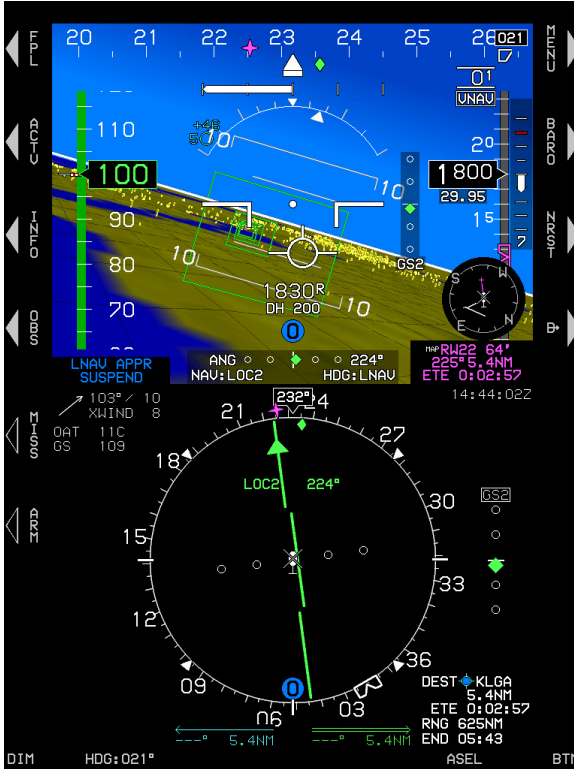 20 21 22 23 24 25 26 021
FPL
MENU
0¹
VNAV
ACTV
BARO
110
+46
5
10
10
20
100
1800
29.95
15
90
INFO
NRST
GS2
7
80
10
10
1830R
DH 200
W
S
N
E
70
0
OBS
B→
LNAV APPR
SUSPEND
ANG 224°
NAV:LOC2 HDG:LNAV
MAP RW22 64'
225° 5.4NM
ETE 0:02:57
103°/ 10
XWIND 8
14:44:02Z
MISS
OAT 11C
GS 109
232°
21 24
27
18
LOC2 224°
GS2
30
ARM
15
33
12
36
09
0
06
03
DEST KLGA
5.4NM
ETE 0:02:57
RNG 625NM
END 05:43
---° 5.4NM
---° 5.4NM
DIM HDG:021° ASEL BTN